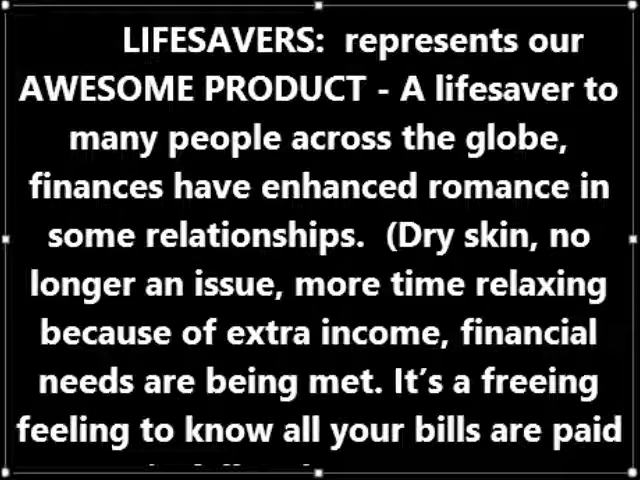 LIFESAVERS:  represents our
AWESOME PRODUCT - A lifesaver to
many people across the globe,
finances have enhanced romance in
some relationships.  (Dry skin, no
longer an issue, more time relaxing
because of extra income, financial
needs are being met. It’s a freeing
feeling to know all your bills are paid